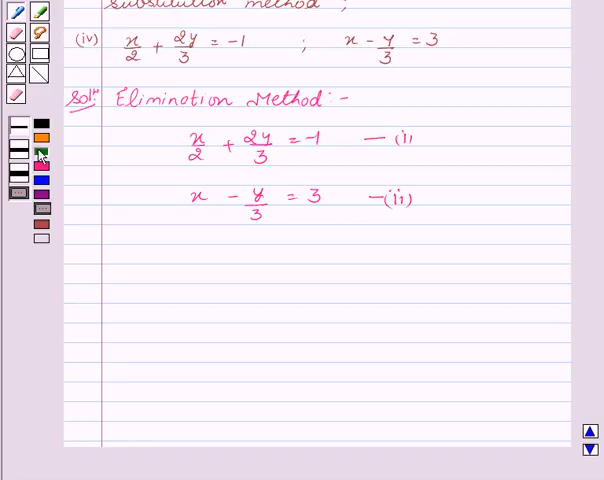 Substitution method ;
(iv) x/2 + 2y/3 = -1 ; x - y/3 = 3
Solⁿ: Elimination Method:-
x/2 + 2y/3 = -1 — (i)
x - y/3 = 3 — (ii)